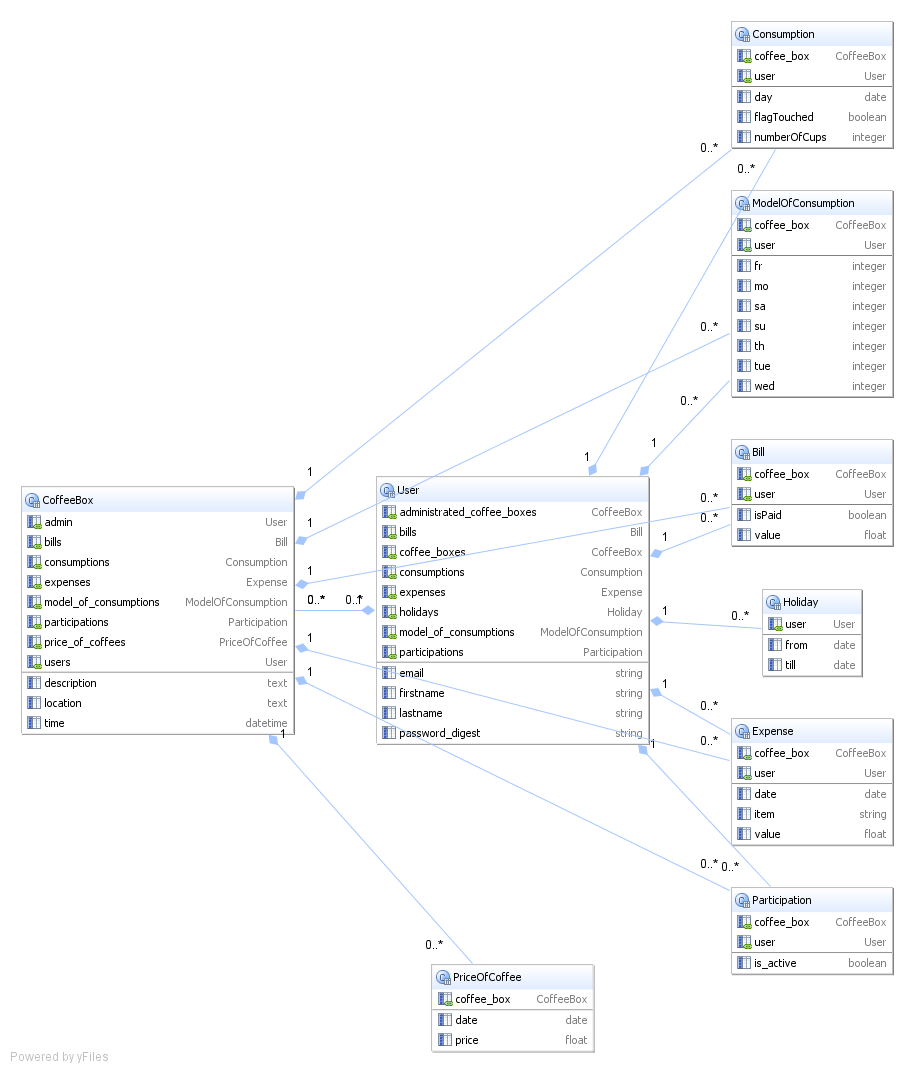 Consumption
coffee_box CoffeeBox
user User
day date
flagTouched boolean
numberOfCups integer
0..*
0..*
ModelOfConsumption
coffee_box CoffeeBox
user User
fr integer
mo integer
sa integer
su integer
th integer
tue integer
wed integer
0..*
0..*
1
1
1
1
Bill
coffee_box CoffeeBox
user User
isPaid boolean
value float
0..*
0..*
1
1
CoffeeBox
admin User
bills Bill
consumptions Consumption
expenses Expense
model_of_consumptions ModelOfConsumption
participations Participation
price_of_coffees PriceOfCoffee
users User
description text
location text
time datetime
0..* 0..*
1
1
1
1
User
administrated_coffee_boxes CoffeeBox
bills Bill
coffee_boxes CoffeeBox
consumptions Consumption
expenses Expense
holidays Holiday
model_of_consumptions ModelOfConsumption
participations Participation
email string
firstname string
lastname string
password_digest string
1
0..*
Holiday
user User
from date
till date
1
0..*
0..*
1
Expense
coffee_box CoffeeBox
user User
date date
item string
value float
0..* 0..*
Participation
coffee_box CoffeeBox
user User
is_active boolean
0..*
PriceOfCoffee
coffee_box CoffeeBox
date date
price float
Powered by yFiles